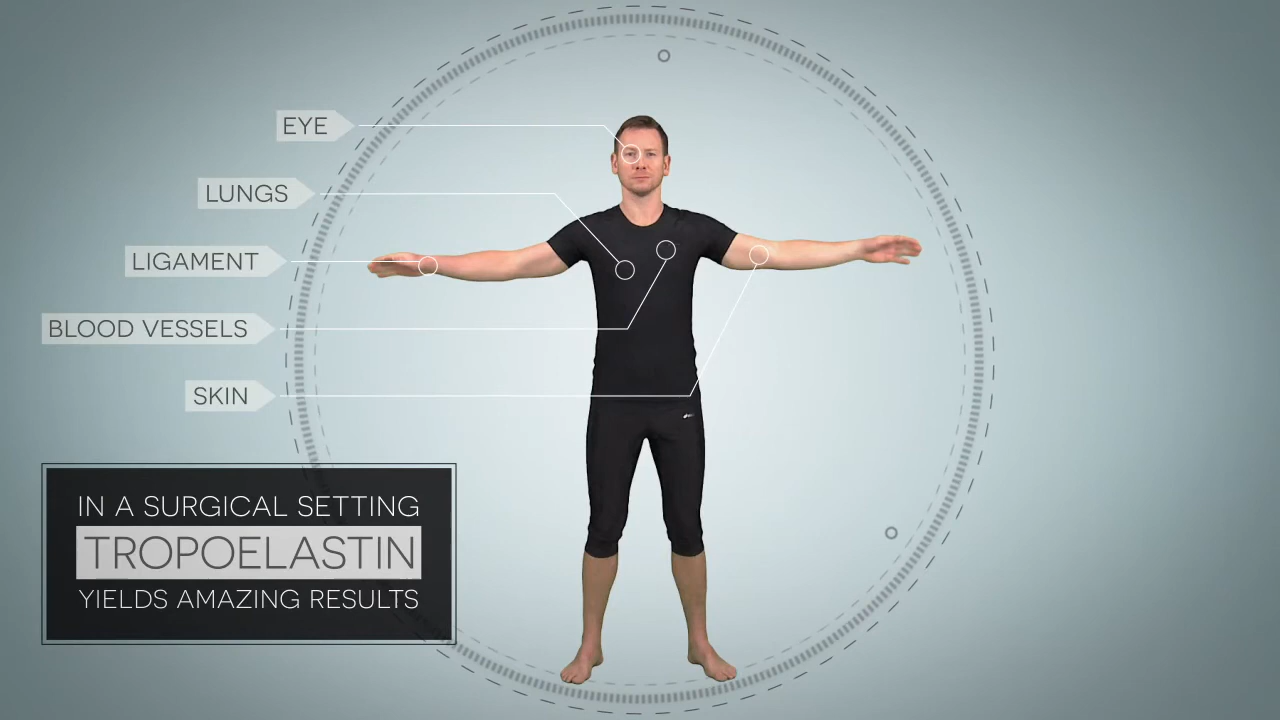 EYE
LUNGS
LIGAMENT
BLOOD VESSELS
SKIN
IN A SURGICAL SETTING
TROPOELASTIN
YIELDS AMAZING RESULTS